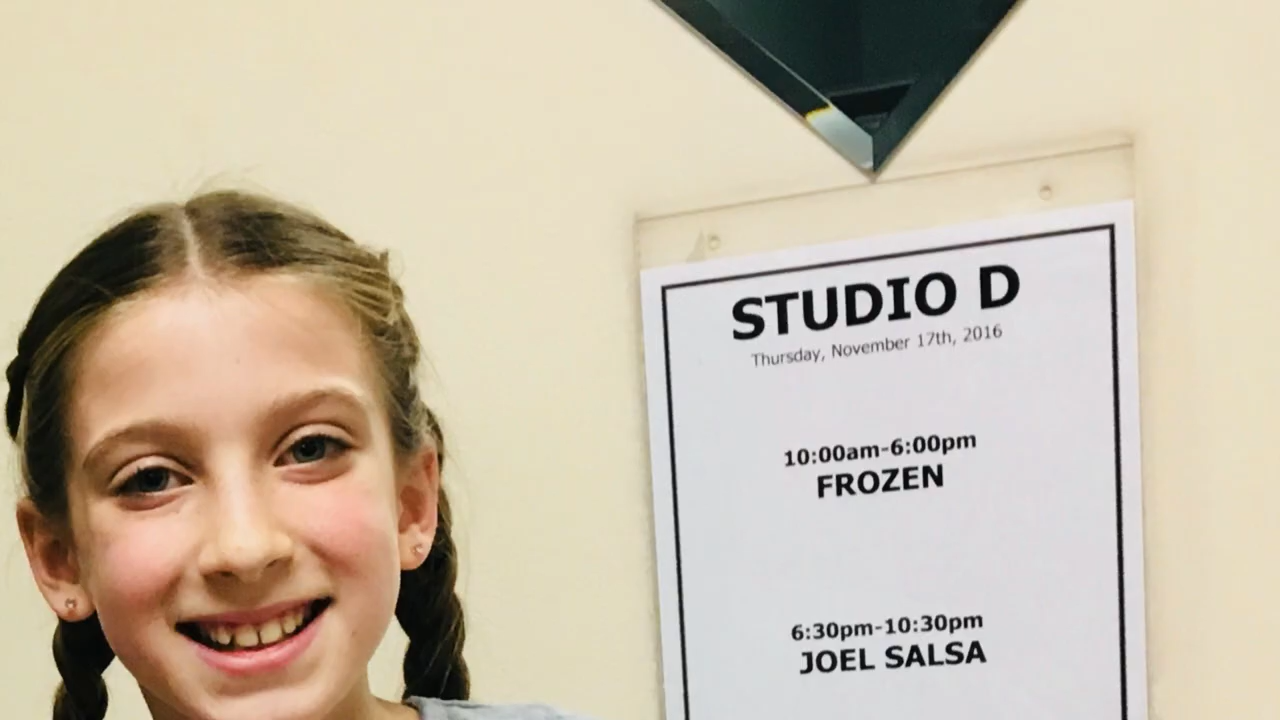 STUDIO D
Thursday, November 17th, 2016
10:00am-6:00pm
FROZEN
6:30pm-10:30pm
JOEL SALSA